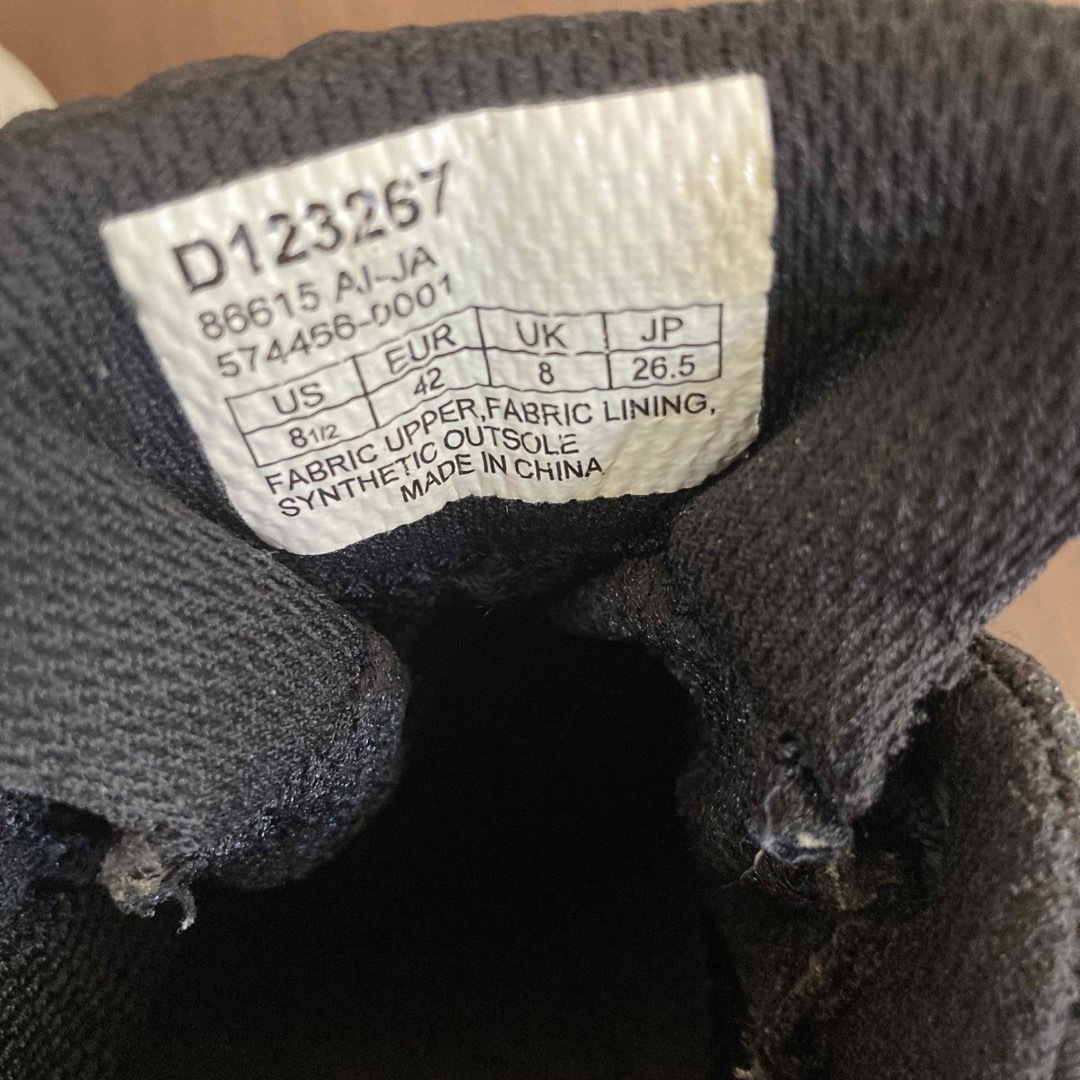 D123267
86615 AI-JA
574466-0001
US EUR UK JP
8 1/2 42 8 26.5
FABRIC UPPER,FABRIC LINING,
SYNTHETIC OUTSOLE
MADE IN CHINA